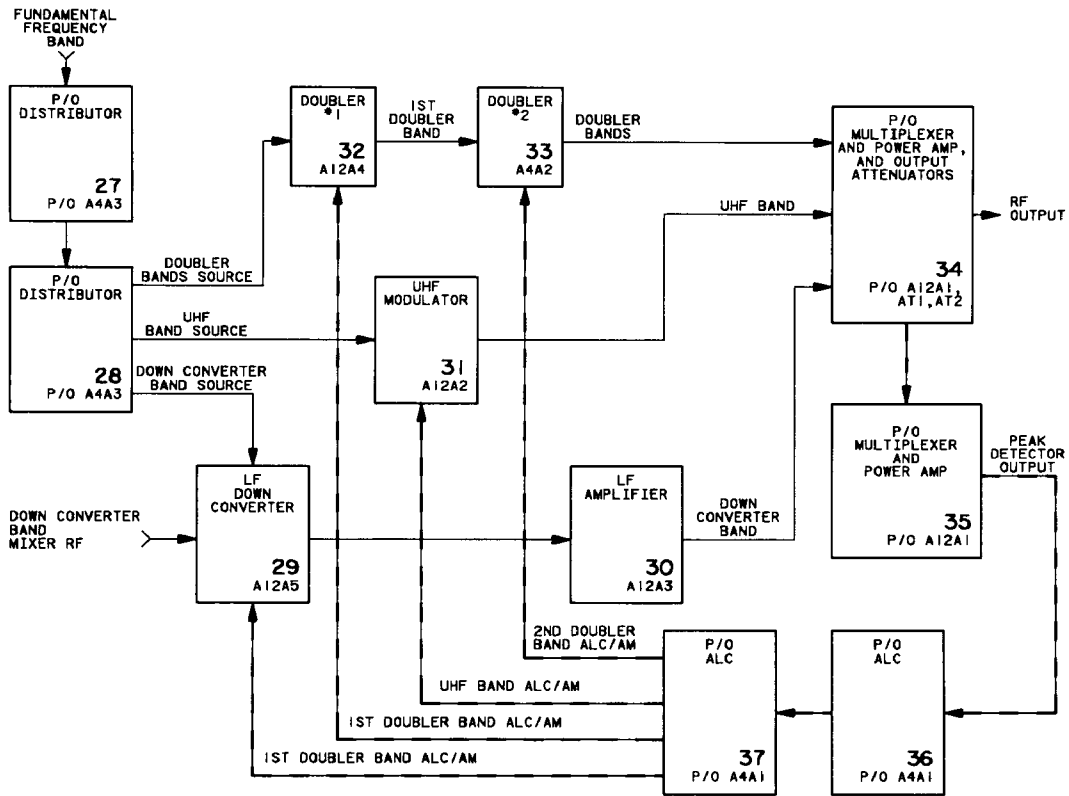 FUNDAMENTAL
FREQUENCY
BAND
P/O
DISTRIBUTOR
27
P/O A4A3
P/O
DISTRIBUTOR
28
P/O A4A3
DOUBLER
BANDS SOURCE
UHF
BAND SOURCE
DOWN CONVERTER
BAND SOURCE
DOUBLER
*1
32
A12A4
1ST
DOUBLER
BAND
DOUBLER
*2
33
A4A2
DOUBLER
BANDS
P/O
MULTIPLEXER
AND POWER AMP,
AND OUTPUT
ATTENUATORS
34
P/O A12A1,
AT1,AT2
RF
OUTPUT
UHF BAND
UHF
MODULATOR
31
A12A2
DOWN CONVERTER
BAND
MIXER RF
LF
DOWN
CONVERTER
29
A12A5
LF
AMPLIFIER
30
A12A3
DOWN
CONVERTER
BAND
P/O
MULTIPLEXER
AND
POWER AMP
35
P/O A12A1
PEAK
DETECTOR
OUTPUT
2ND DOUBLER
BAND ALC/AM
UHF BAND ALC/AM
1ST DOUBLER BAND ALC/AM
1ST DOUBLER BAND ALC/AM
P/O
ALC
37
P/O A4A1
P/O
ALC
36
P/O A4A1